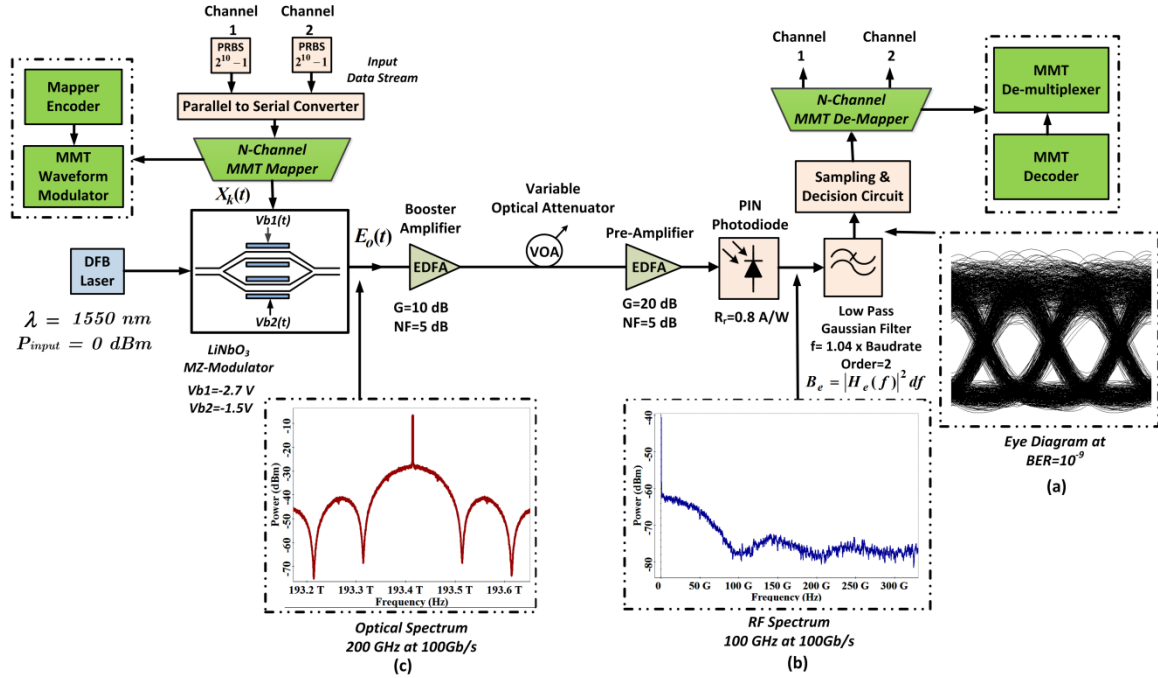 Channel
1
Channel
2
PRBS
2^10 − 1
PRBS
2^10 − 1
Input
Data Stream
Parallel to Serial Converter
N-Channel
MMT Mapper
Mapper
Encoder
MMT
Waveform
Modulator
X_k(t)
Vb1(t)
Vb2(t)
E_o(t)
DFB
Laser
λ = 1550 nm
P_input = 0 dBm
LiNbO3
MZ-Modulator
Vb1=-2.7 V
Vb2=-1.5V
Booster
Amplifier
EDFA
G=10 dB
NF=5 dB
Variable
Optical Attenuator
VOA
Pre-Amplifier
EDFA
G=20 dB
NF=5 dB
PIN
Photodiode
R_r=0.8 A/W
Low Pass
Gaussian Filter
f= 1.04 x Baudrate
Order=2
B_e = |H_e(f)|^2 df
Sampling &
Decision Circuit
N-Channel
MMT De-Mapper
Channel
1
Channel
2
MMT
De-multiplexer
MMT
Decoder
Eye Diagram at
BER=10^-9
(a)
Power (dBm)
-10
-20
-30
-40
-50
-60
-70
193.2 T 193.3 T 193.4 T 193.5 T 193.6 T
Frequency (Hz)
Optical Spectrum
200 GHz at 100Gb/s
(c)
Power (dBm)
-40
-50
-60
-70
-80
0 50 G 100 G 150 G 200 G 250 G 300 G
Frequency (Hz)
RF Spectrum
100 GHz at 100Gb/s
(b)